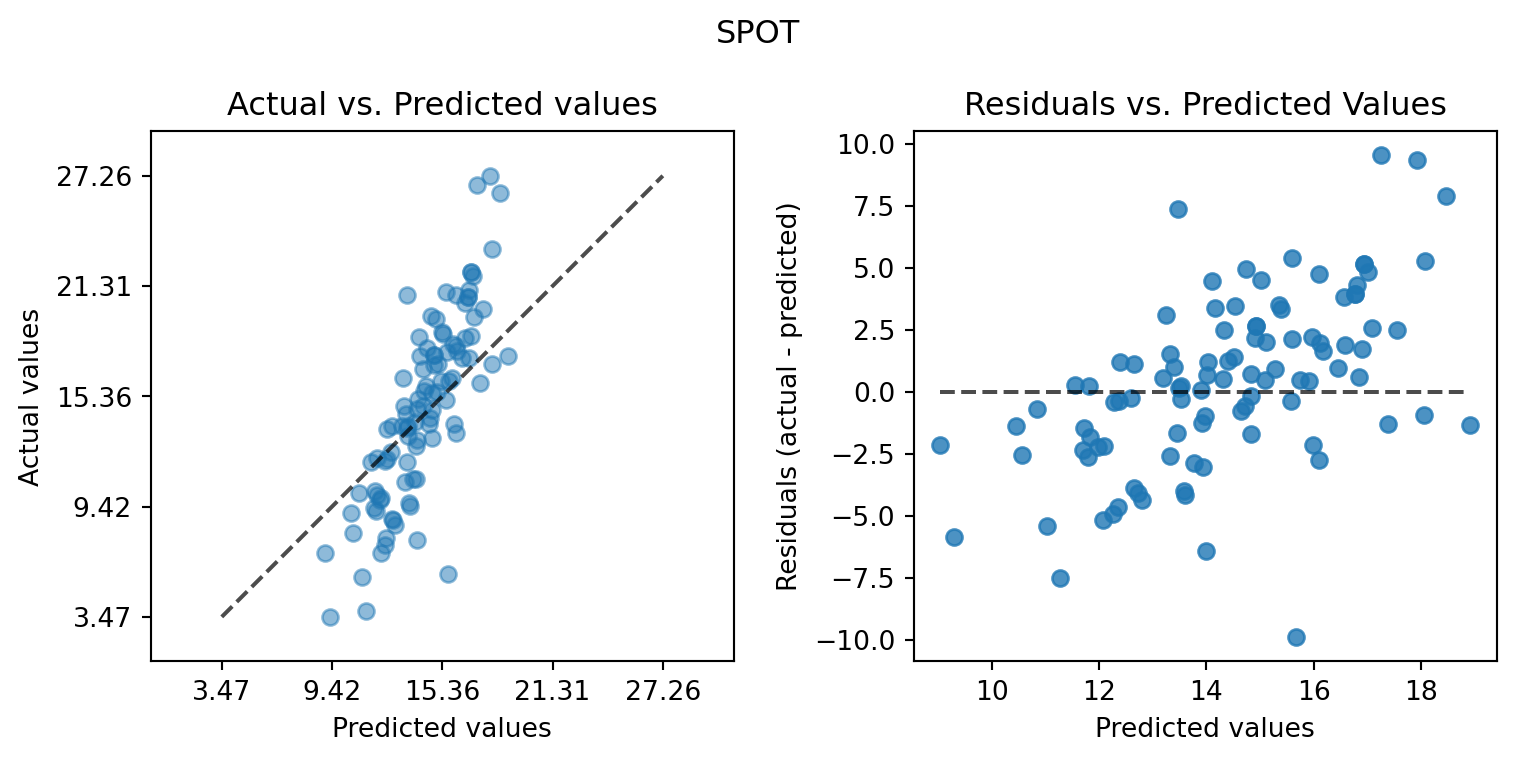 SPOT
Actual vs. Predicted values
27.26
21.31
15.36
9.42
3.47
Actual values
3.47 9.42 15.36 21.31 27.26
Predicted values
Residuals vs. Predicted Values
10.0
7.5
5.0
2.5
0.0
−2.5
−5.0
−7.5
−10.0
Residuals (actual - predicted)
10 12 14 16 18
Predicted values